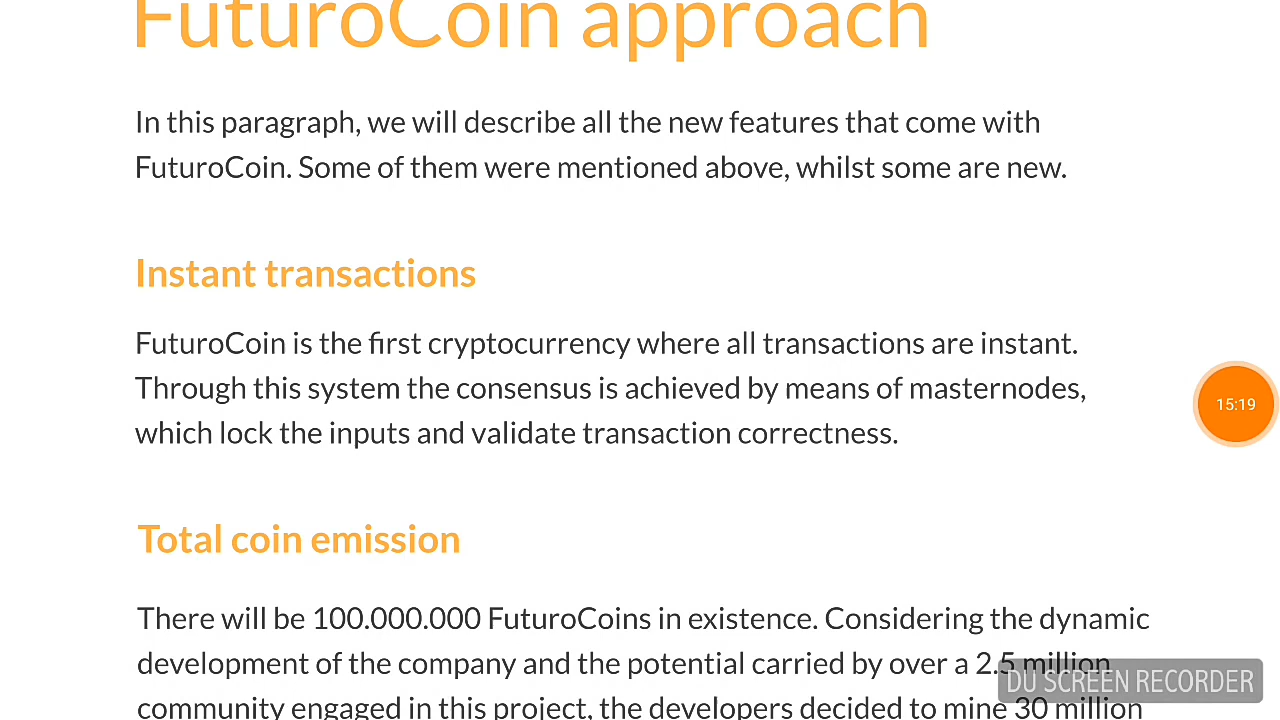 FuturoCoin approach
In this paragraph, we will describe all the new features that come with
FuturoCoin. Some of them were mentioned above, whilst some are new.
Instant transactions
FuturoCoin is the first cryptocurrency where all transactions are instant.
Through this system the consensus is achieved by means of masternodes,
which lock the inputs and validate transaction correctness.
15:19
Total coin emission
There will be 100.000.000 FuturoCoins in existence. Considering the dynamic
development of the company and the potential carried by over a 2.5 million
community engaged in this project, the developers decided to mine 30 million
DU SCREEN RECORDER